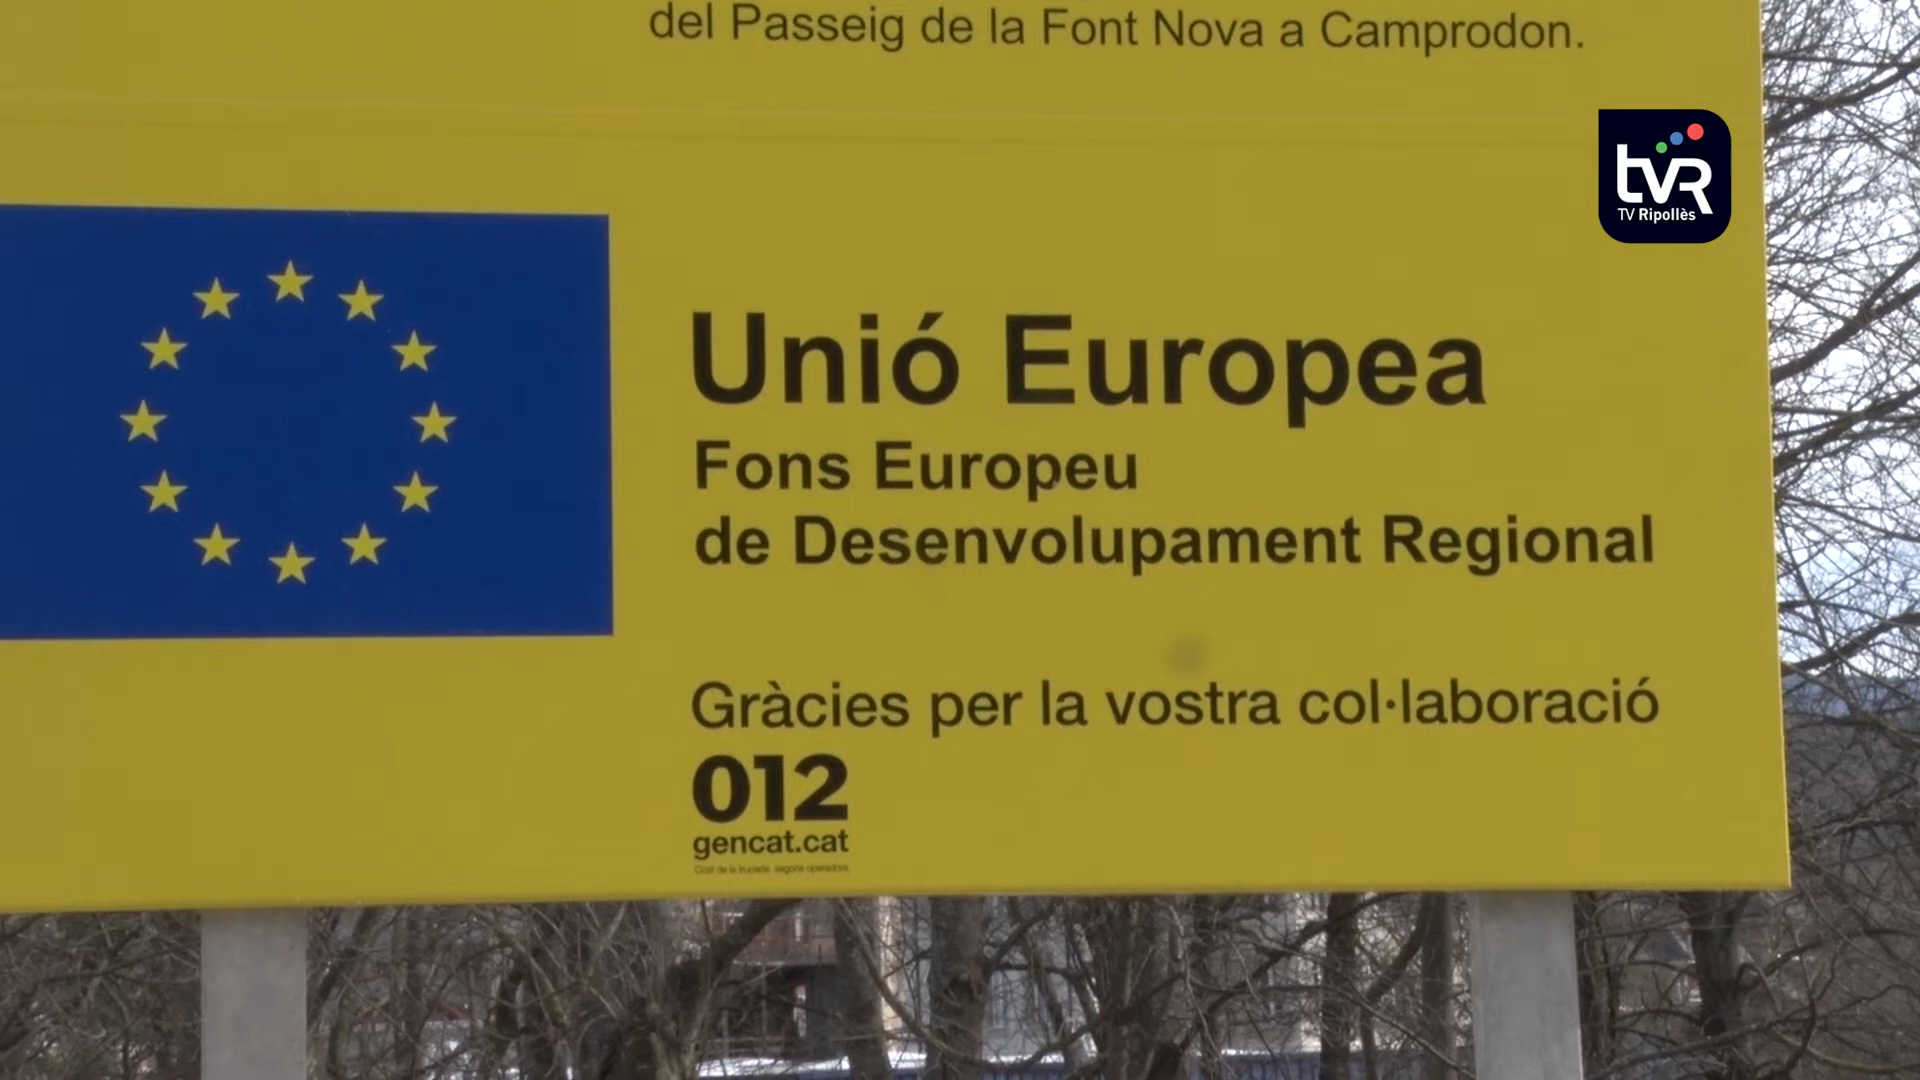 del Passeig de la Font Nova a Camprodon.
tvR
TV Ripollès
Unió Europea
Fons Europeu
de Desenvolupament Regional
Gràcies per la vostra col·laboració
012
gencat.cat